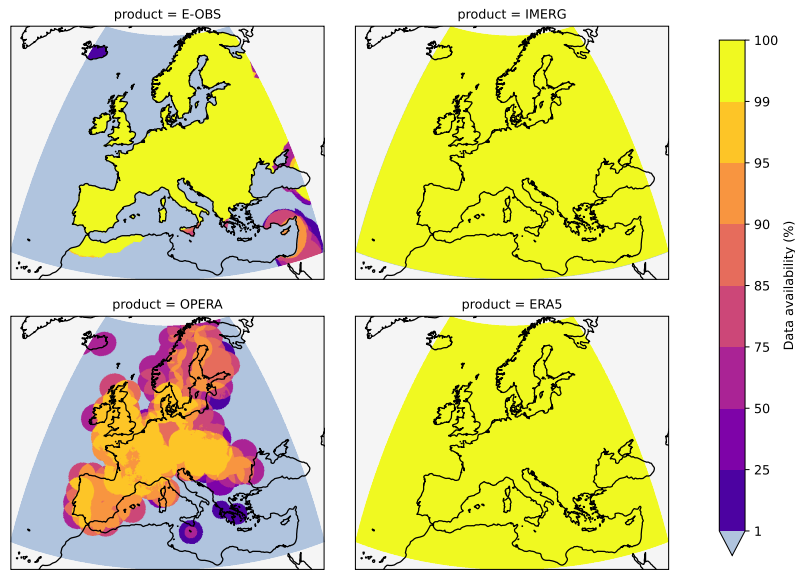 product = E-OBS
product = IMERG
product = OPERA
product = ERA5
100
99
95
90
85
75
50
25
1
Data availability (%)